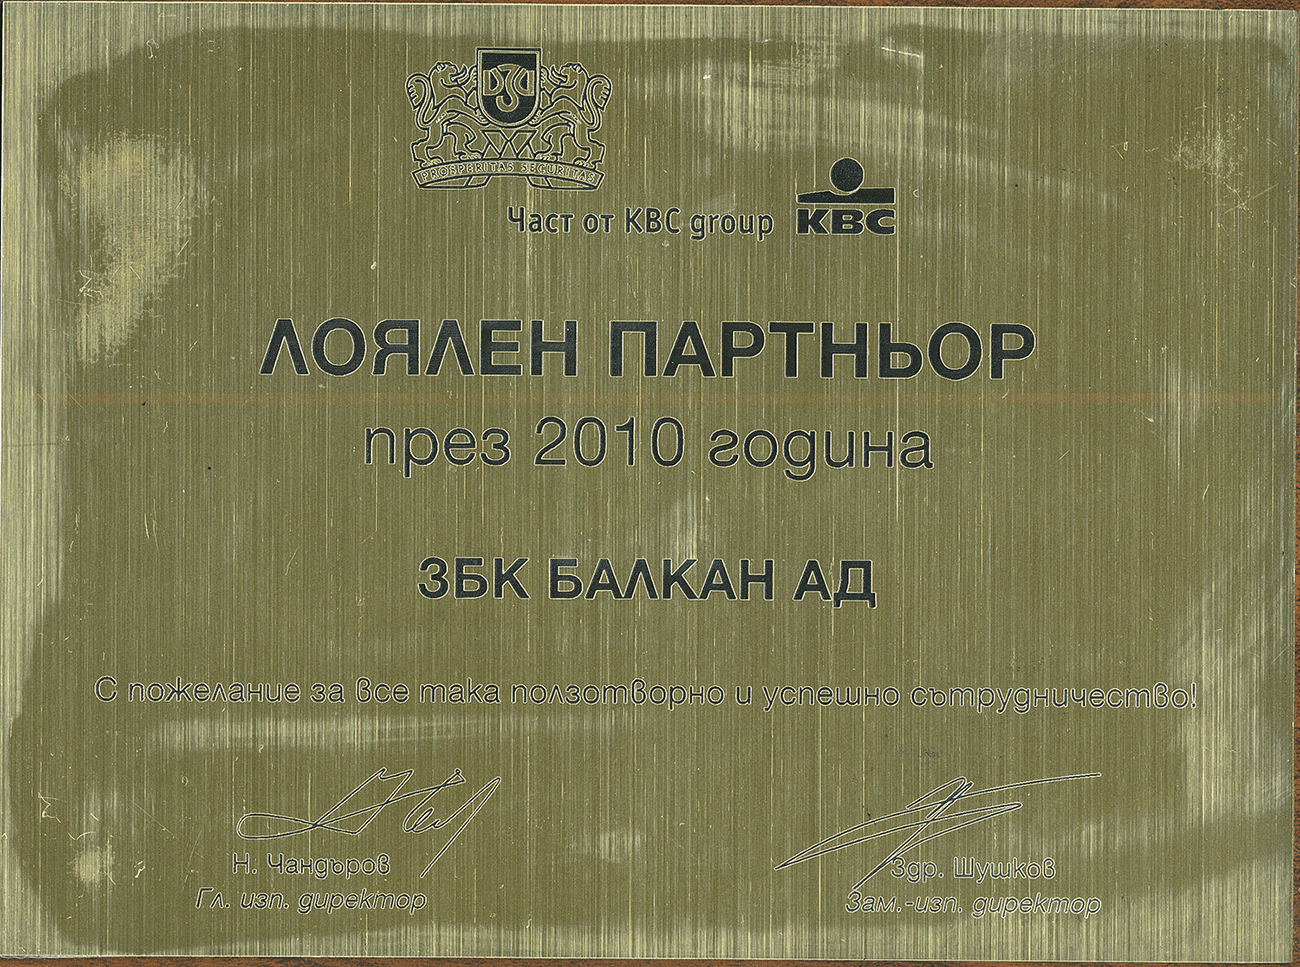 PROSPERITAS SECURITAS
Част от KBC group
KBC
ЛОЯЛЕН ПАРТНЬОР
през 2010 година
ЗБК БАЛКАН АД
С пожелание за все така ползотворно и успешно сътрудничество!
Н. Чандъров
Здр. Шушков
Гл. изп. директор
Зам.-изп. директор